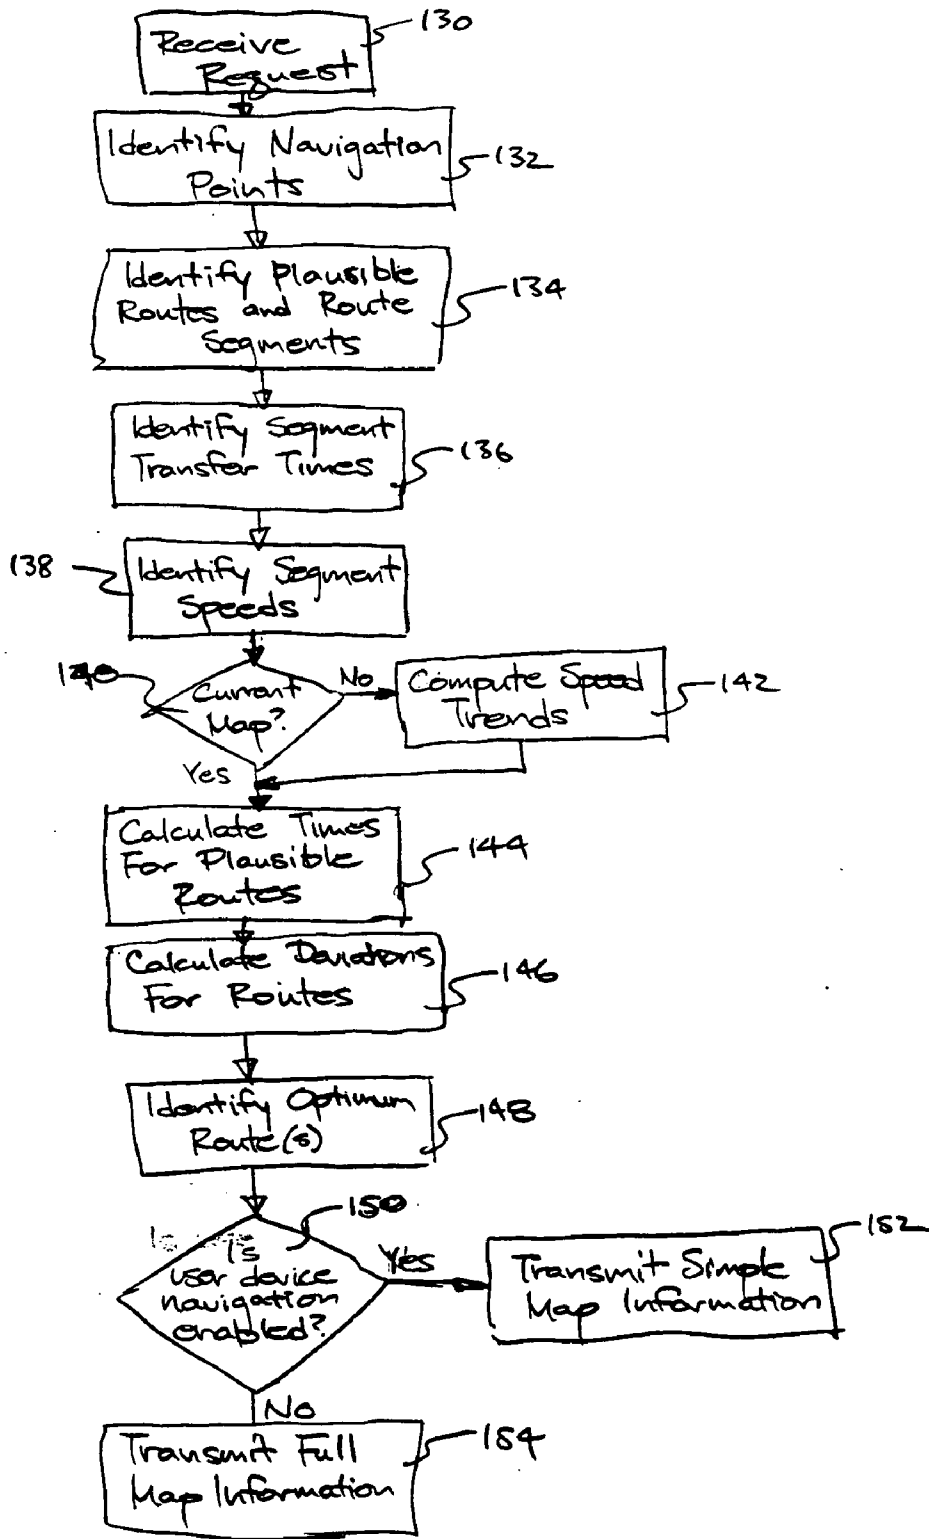 Receive
Request
130
Identify Navigation
Points
132
Identify Plausible
Routes and Route
Segments
134
Identify Segment
Transfer Times
136
138
Identify Segment
Speeds
140
Current
Map?
No
Yes
Compute Speed
Trends
142
Calculate Times
For Plausible
Routes
144
Calculate Deviations
For Routes
146
Identify Optimum
Route(s)
148
150
Is
user device
navigation
enabled?
Yes
No
Transmit Simple
Map Information
152
Transmit Full
Map Information
154